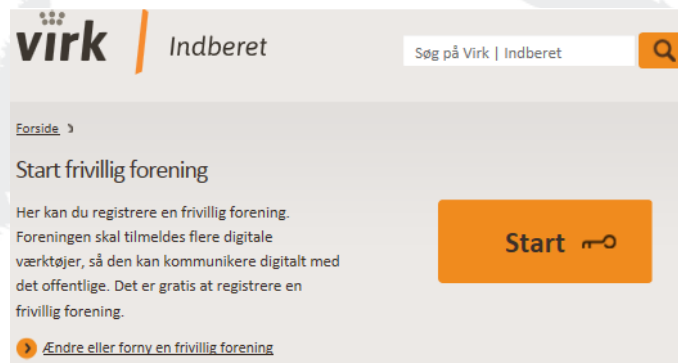 virk
Indberet
Søg på Virk | Indberet
Forside
Start frivillig forening
Her kan du registrere en frivillig forening.
Foreningen skal tilmeldes flere digitale
værktøjer, så den kan kommunikere digitalt med
det offentlige. Det er gratis at registrere en
frivillig forening.
Start
Ændre eller forny en frivillig forening